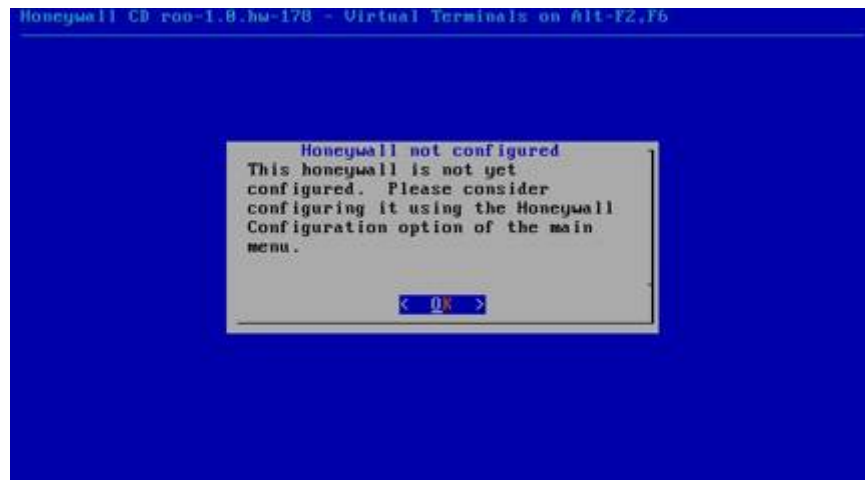 Honeywall CD roo-1.0.hw-178 - Virtual Terminals on Alt-F2,F6
Honeywall not configured
This honeywall is not yet
configured.  Please consider
configuring it using the Honeywall
Configuration option of the main
menu.
< OK >